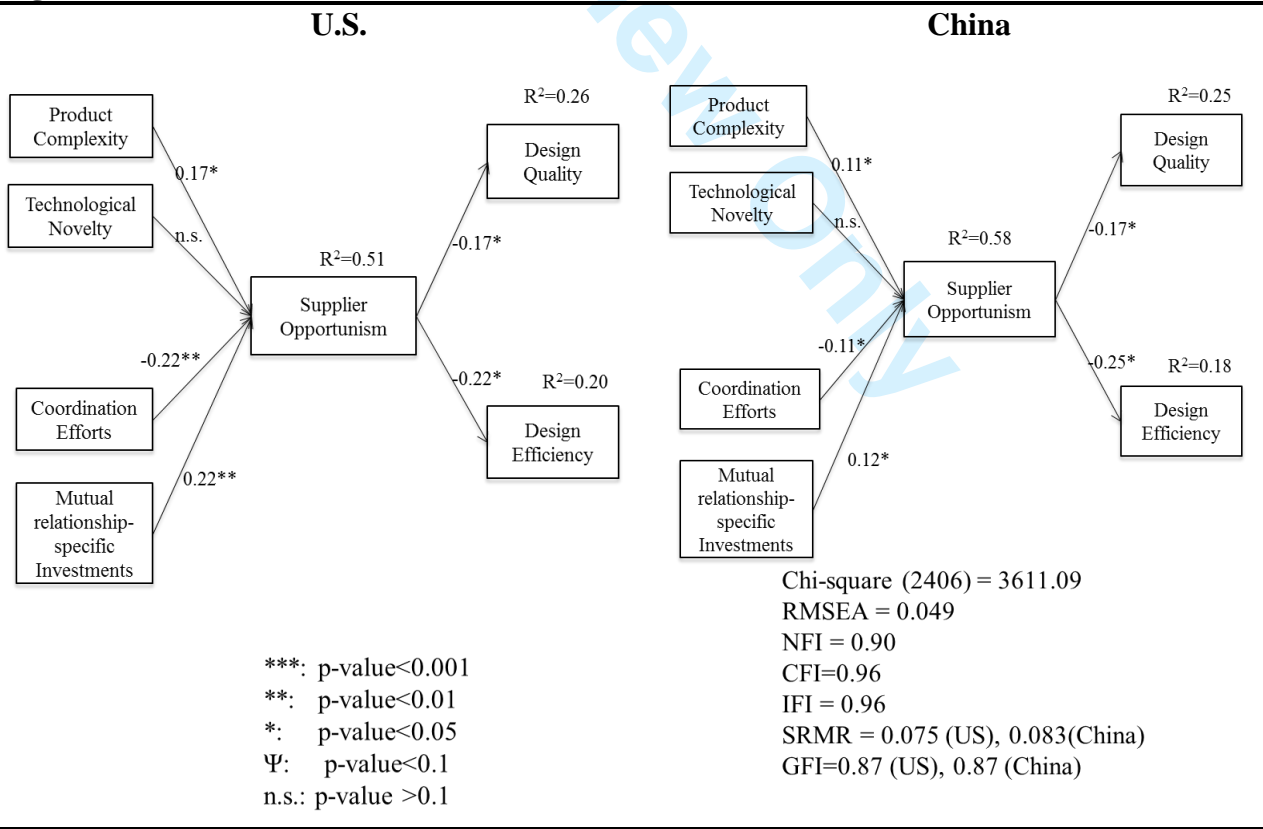 U.S.
China
Product
Complexity
Technological
Novelty
Coordination
Efforts
Mutual
relationship-
specific
Investments
0.17*
n.s.
-0.22**
0.22**
R²=0.51
Supplier
Opportunism
-0.17*
-0.22*
R²=0.26
Design
Quality
R²=0.20
Design
Efficiency
***: p-value<0.001
**: p-value<0.01
*: p-value<0.05
Ψ: p-value<0.1
n.s.: p-value >0.1
Product
Complexity
Technological
Novelty
Coordination
Efforts
Mutual
relationship-
specific
Investments
0.11*
n.s.
-0.11*
0.12*
R²=0.58
Supplier
Opportunism
-0.17*
-0.25*
R²=0.25
Design
Quality
R²=0.18
Design
Efficiency
Chi-square (2406) = 3611.09
RMSEA = 0.049
NFI = 0.90
CFI=0.96
IFI = 0.96
SRMR = 0.075 (US), 0.083(China)
GFI=0.87 (US), 0.87 (China)
ew Only